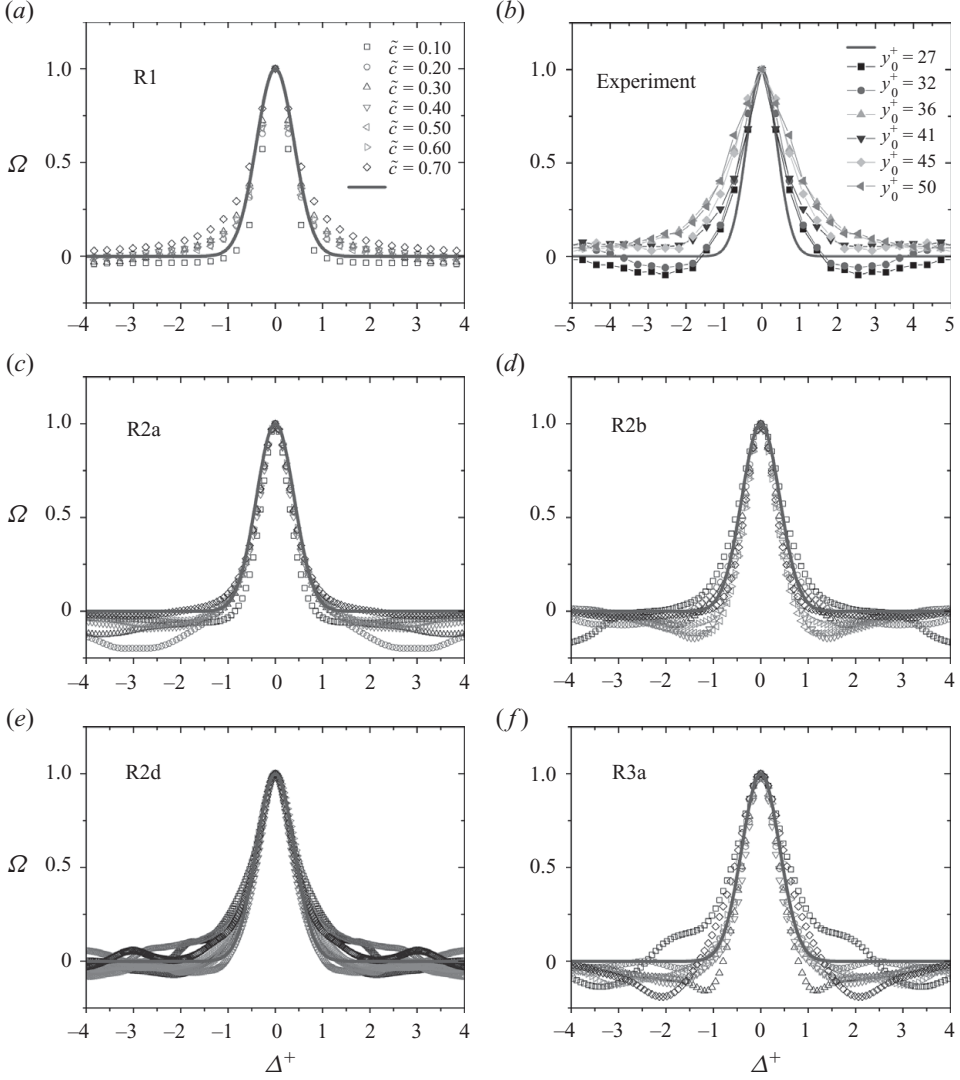 (a)
R1
c̃ = 0.10
c̃ = 0.20
c̃ = 0.30
c̃ = 0.40
c̃ = 0.50
c̃ = 0.60
c̃ = 0.70
1.0
0.5
0
Ω
–4 –3 –2 –1 0 1 2 3 4
(b)
Experiment
y₀⁺ = 27
y₀⁺ = 32
y₀⁺ = 36
y₀⁺ = 41
y₀⁺ = 45
y₀⁺ = 50
1.0
0.5
0
–5 –4 –3 –2 –1 0 1 2 3 4 5
(c)
R2a
1.0
0.5
0
Ω
–4 –3 –2 –1 0 1 2 3 4
(d)
R2b
1.0
0.5
0
–4 –3 –2 –1 0 1 2 3 4
(e)
R2d
1.0
0.5
0
Ω
–4 –3 –2 –1 0 1 2 3 4
Δ⁺
(f)
R3a
1.0
0.5
0
–4 –3 –2 –1 0 1 2 3 4
Δ⁺